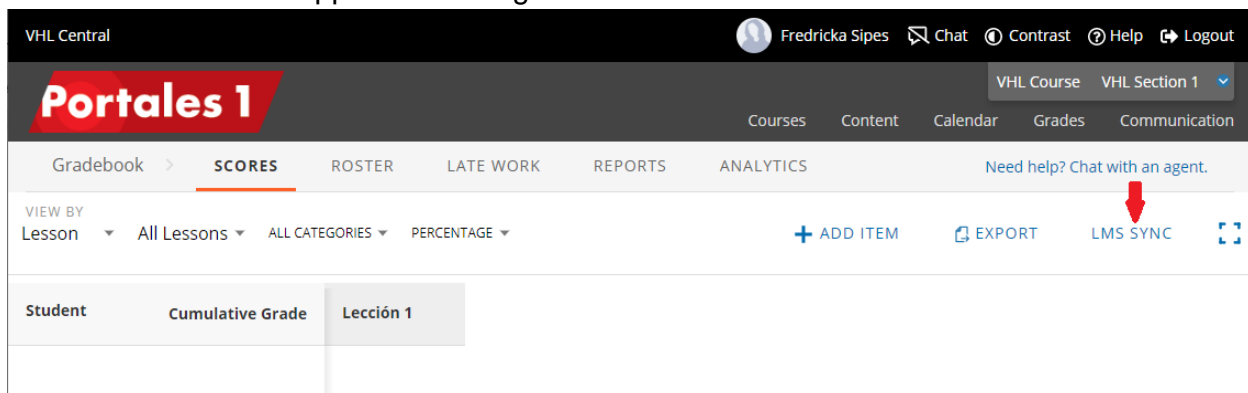 VHL Central Fredricka Sipes Chat Contrast Help Logout
Portales 1
VHL Course VHL Section 1
Courses Content Calendar Grades Communication
Gradebook > SCORES ROSTER LATE WORK REPORTS ANALYTICS Need help? Chat with an agent.
VIEW BY
Lesson All Lessons ALL CATEGORIES PERCENTAGE + ADD ITEM EXPORT LMS SYNC
Student Cumulative Grade Lección 1